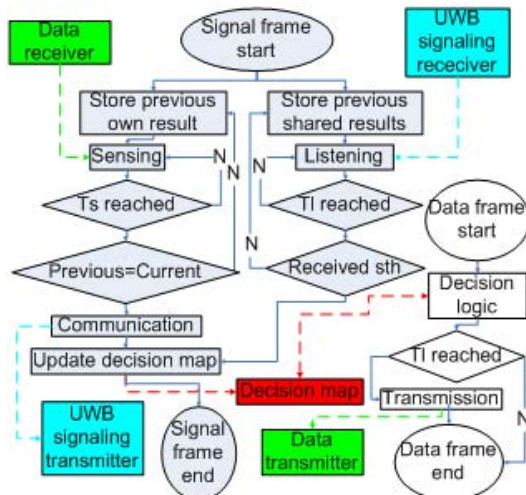 Data
receiver
Signal frame
start
UWB
signaling
receciver
Store previous
own result
Store previous
shared results
Sensing
N
N
N
Listening
Ts reached
Tl reached
Data frame
start
N
Previous=Current
Received sth
Decision
logic
Communication
Update decision map
Tl reached
UWB
signaling
transmitter
Signal
frame
end
Decision map
Transmission
Data
transmitter
Data frame
end
N